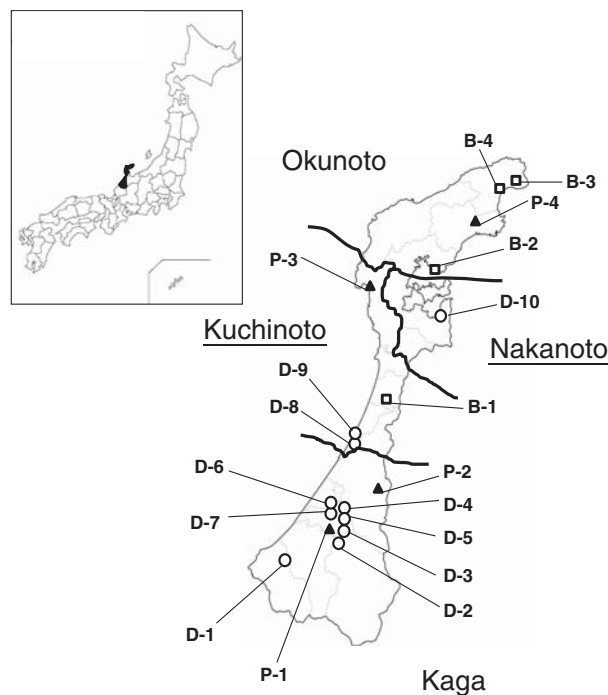 B-4
Okunoto
B-3
P-4
B-2
P-3
D-10
Kuchinoto
Nakanoto
D-9
D-8
B-1
D-6
P-2
D-4
D-7
D-5
D-3
D-2
D-1
P-1
Kaga